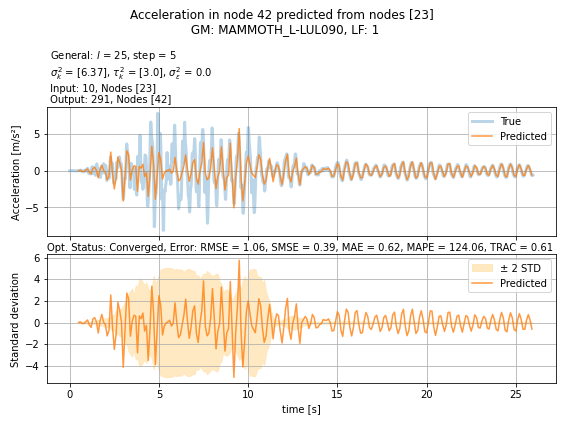 Acceleration in node 42 predicted from nodes [23]
GM: MAMMOTH_L-LUL090, LF: 1
General: l = 25, step = 5
σ²ₖ = [6.37], τ²ₖ = [3.0], σ²ε = 0.0
Input: 10, Nodes [23]
Output: 291, Nodes [42]
Acceleration [m/s²]
5
0
−5
True
Predicted
Opt. Status: Converged, Error: RMSE = 1.06, SMSE = 0.39, MAE = 0.62, MAPE = 124.06, TRAC = 0.61
Standard deviation
6
4
2
0
−2
−4
± 2 STD
Predicted
0 5 10 15 20 25
time [s]